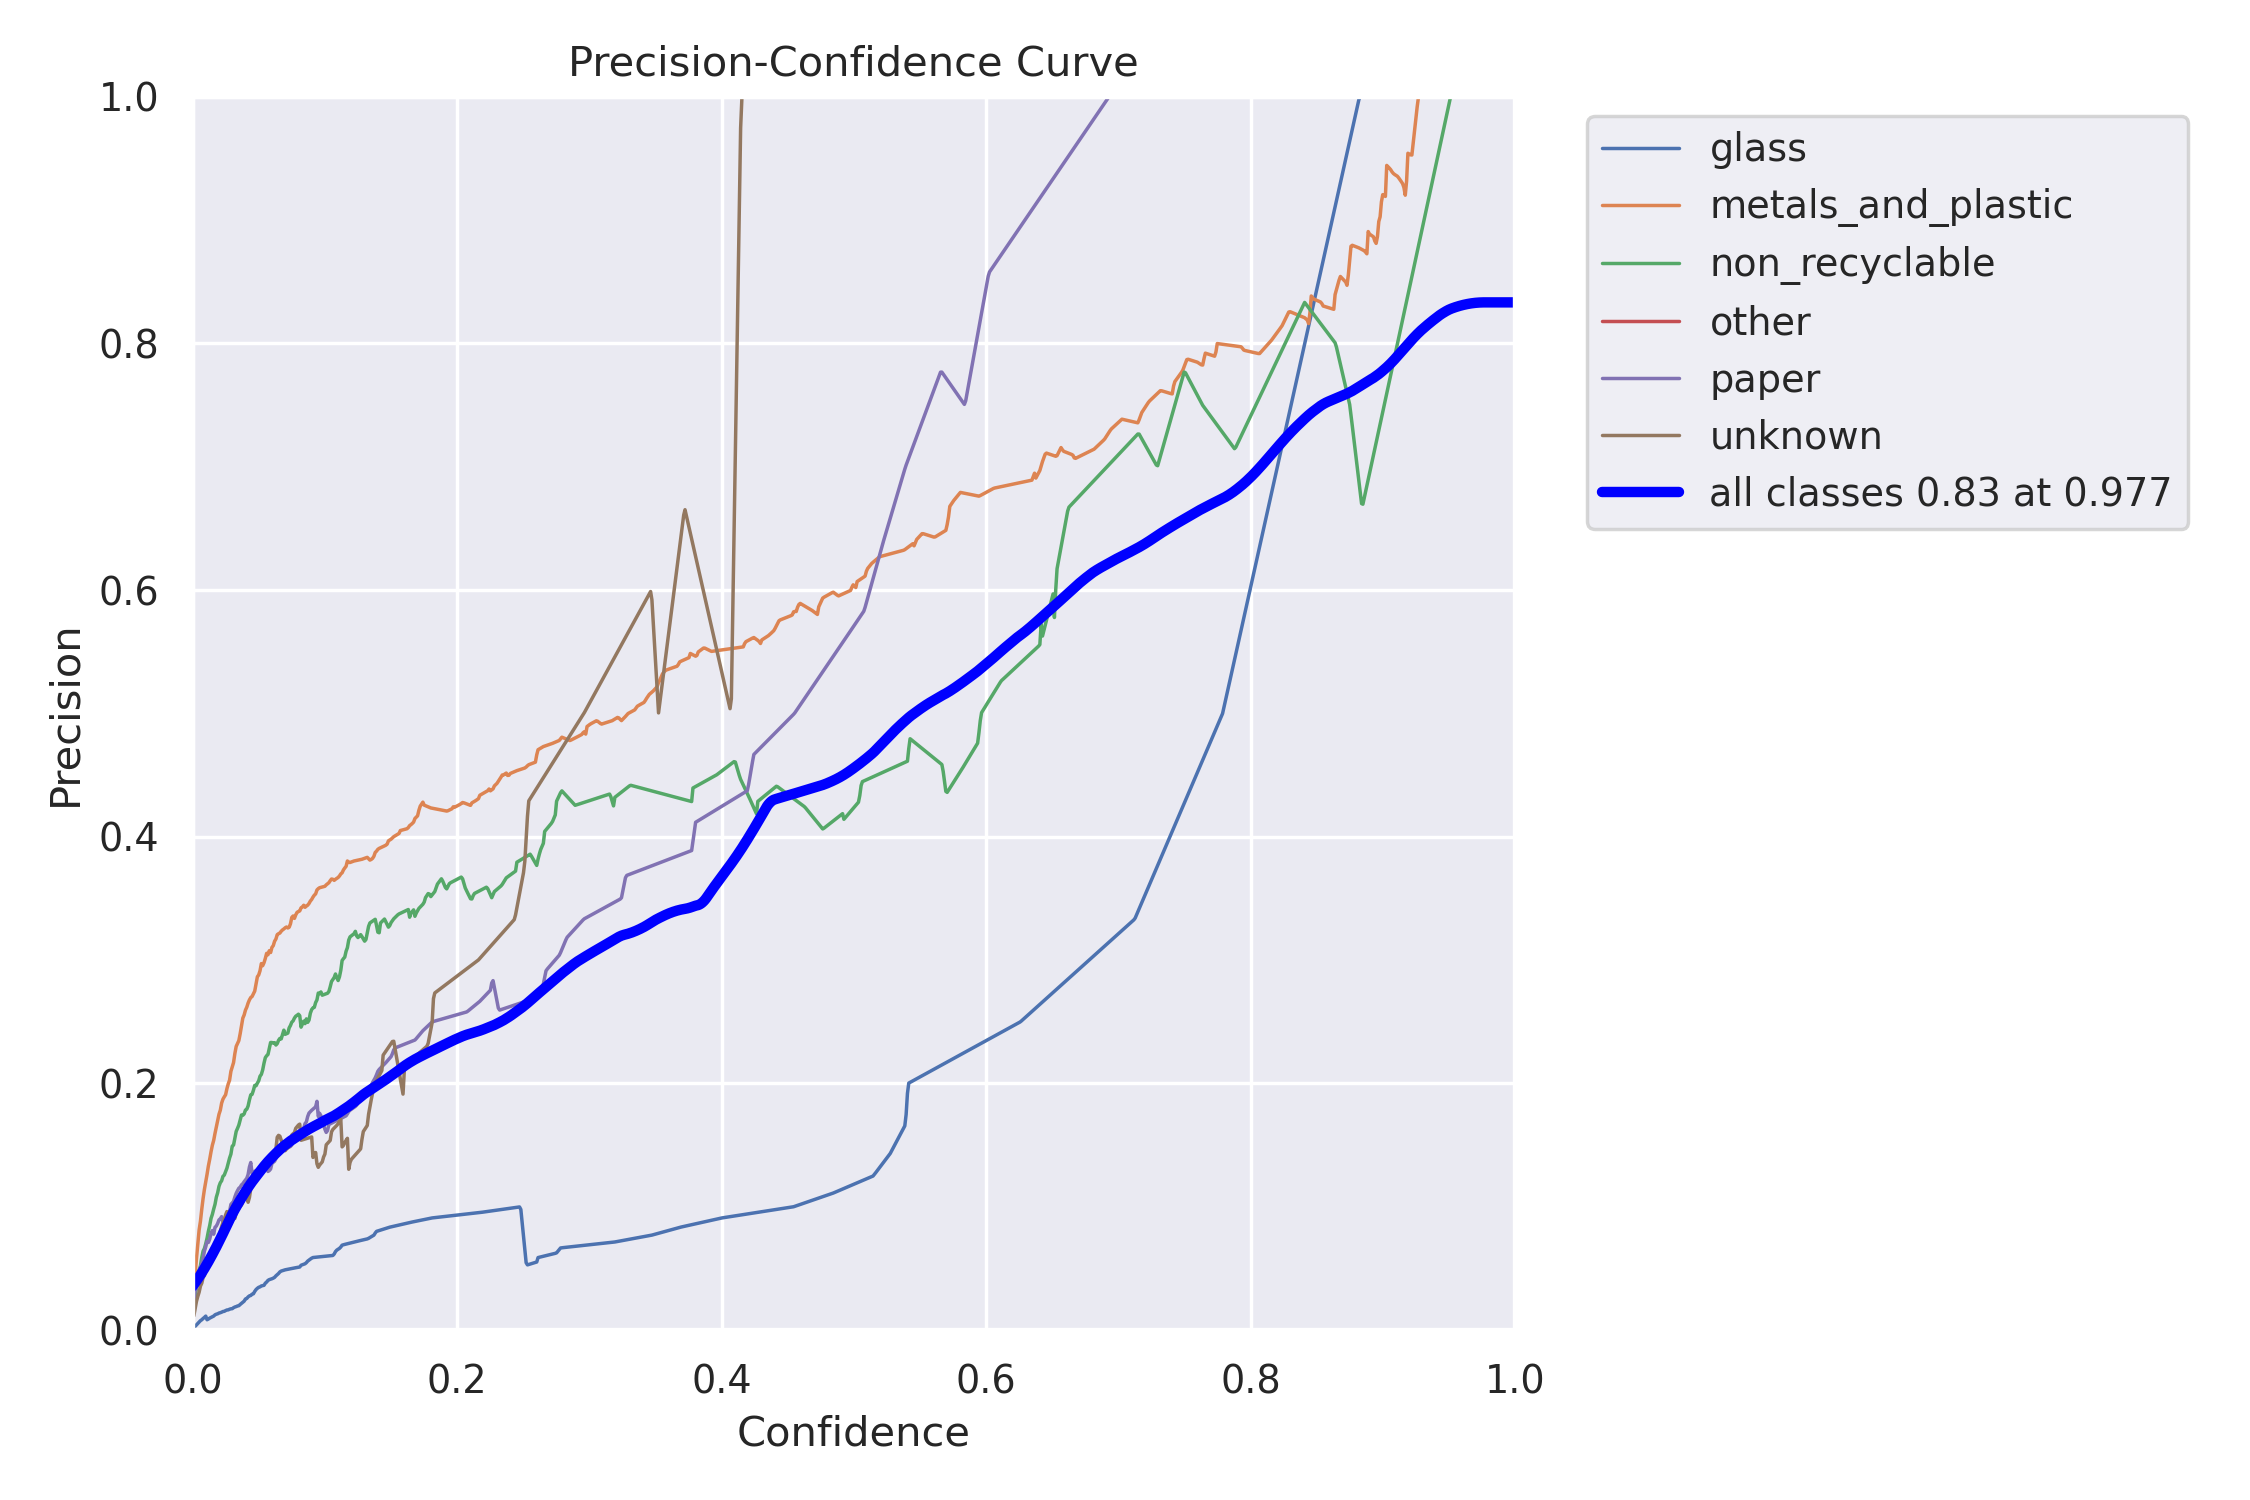 Precision-Confidence Curve
1.0
0.8
0.6
0.4
0.2
0.0
Precision
0.0 0.2 0.4 0.6 0.8 1.0
Confidence
glass
metals_and_plastic
non_recyclable
other
paper
unknown
all classes 0.83 at 0.977